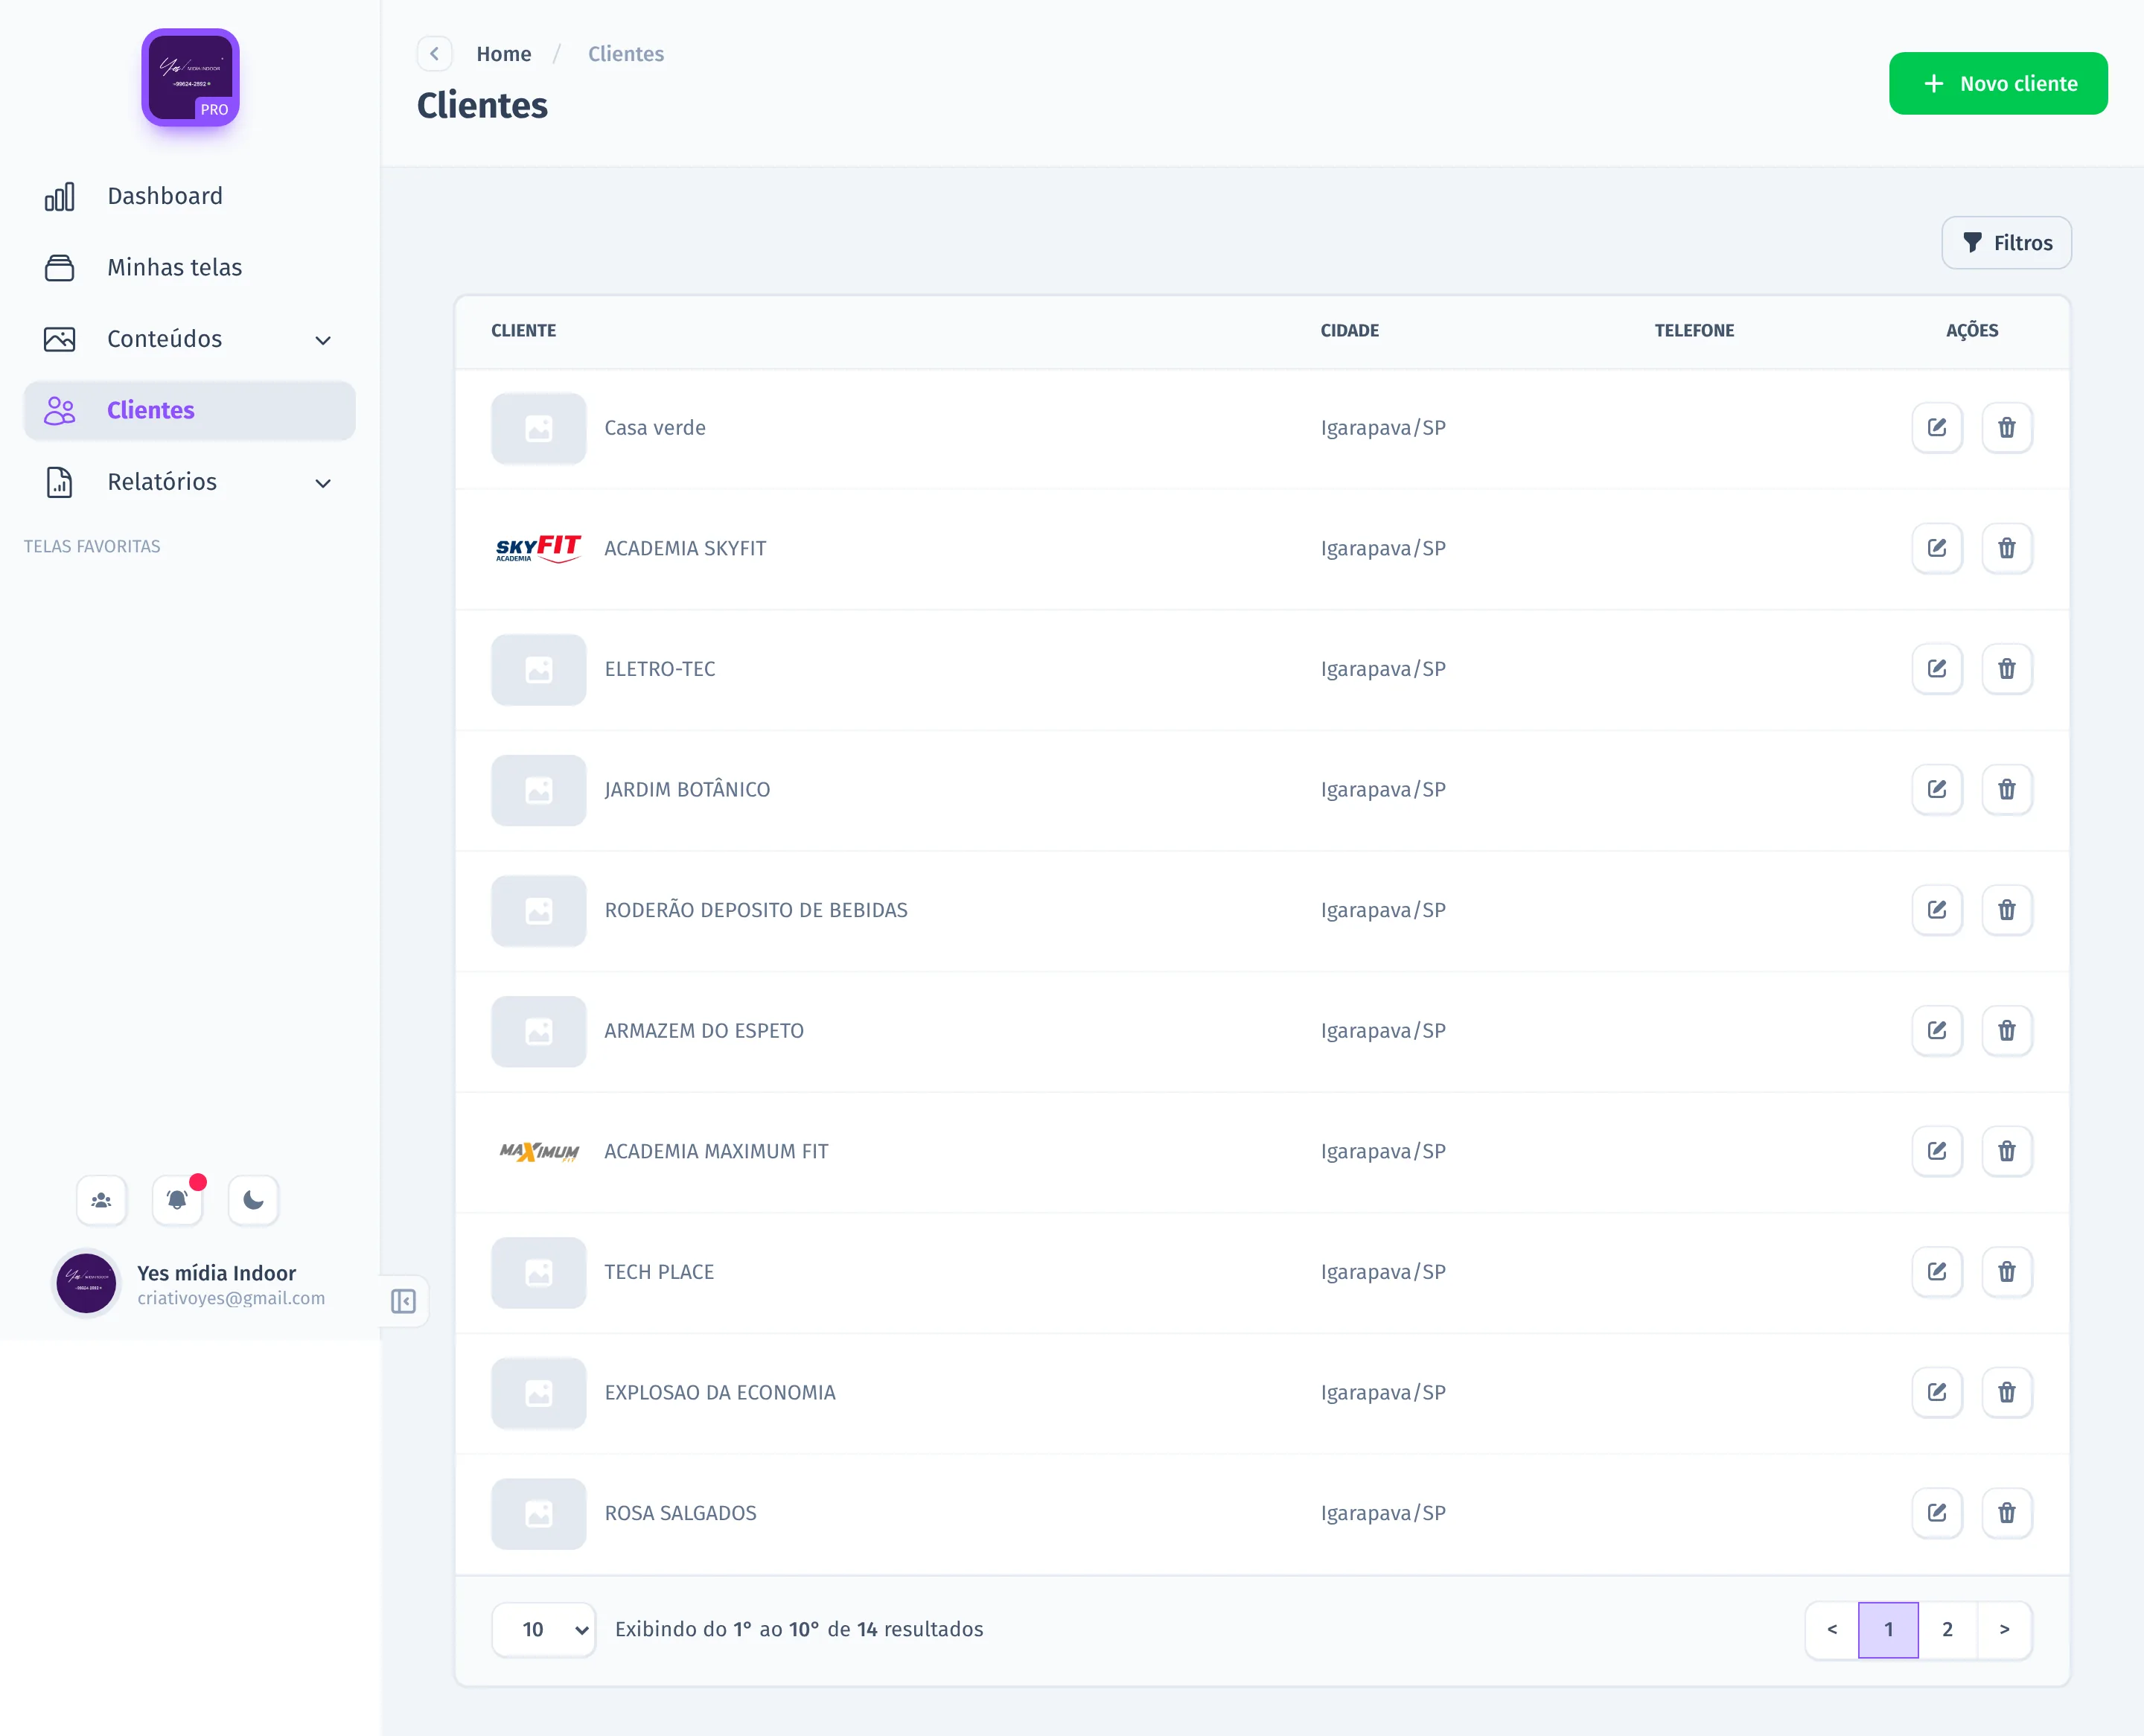 Yes/ MÍDIA INDOOR
PRO
Dashboard
Minhas telas
Conteúdos
Clientes
Relatórios
TELAS FAVORITAS
Yes mídia Indoor
criativoyes@gmail.com
Home / Clientes
Clientes
+ Novo cliente
Filtros
CLIENTE CIDADE TELEFONE AÇÕES
Casa verde Igarapava/SP
SKYFIT ACADEMIA ACADEMIA SKYFIT Igarapava/SP
ELETRO-TEC Igarapava/SP
JARDIM BOTÂNICO Igarapava/SP
RODERÃO DEPOSITO DE BEBIDAS Igarapava/SP
ARMAZEM DO ESPETO Igarapava/SP
MAXIMUM FIT ACADEMIA MAXIMUM FIT Igarapava/SP
TECH PLACE Igarapava/SP
EXPLOSAO DA ECONOMIA Igarapava/SP
ROSA SALGADOS Igarapava/SP
10 Exibindo do 1° ao 10° de 14 resultados < 1 2 >